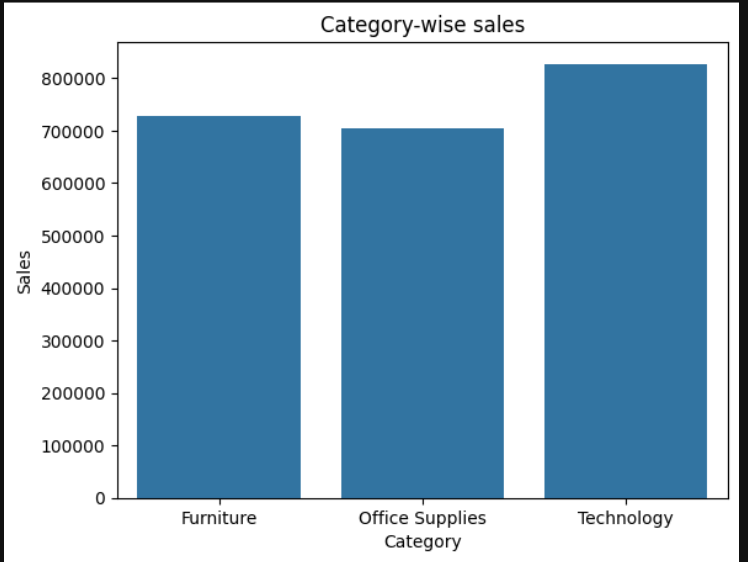 Category-wise sales
Sales
800000
700000
600000
500000
400000
300000
200000
100000
0
Furniture
Office Supplies
Technology
Category